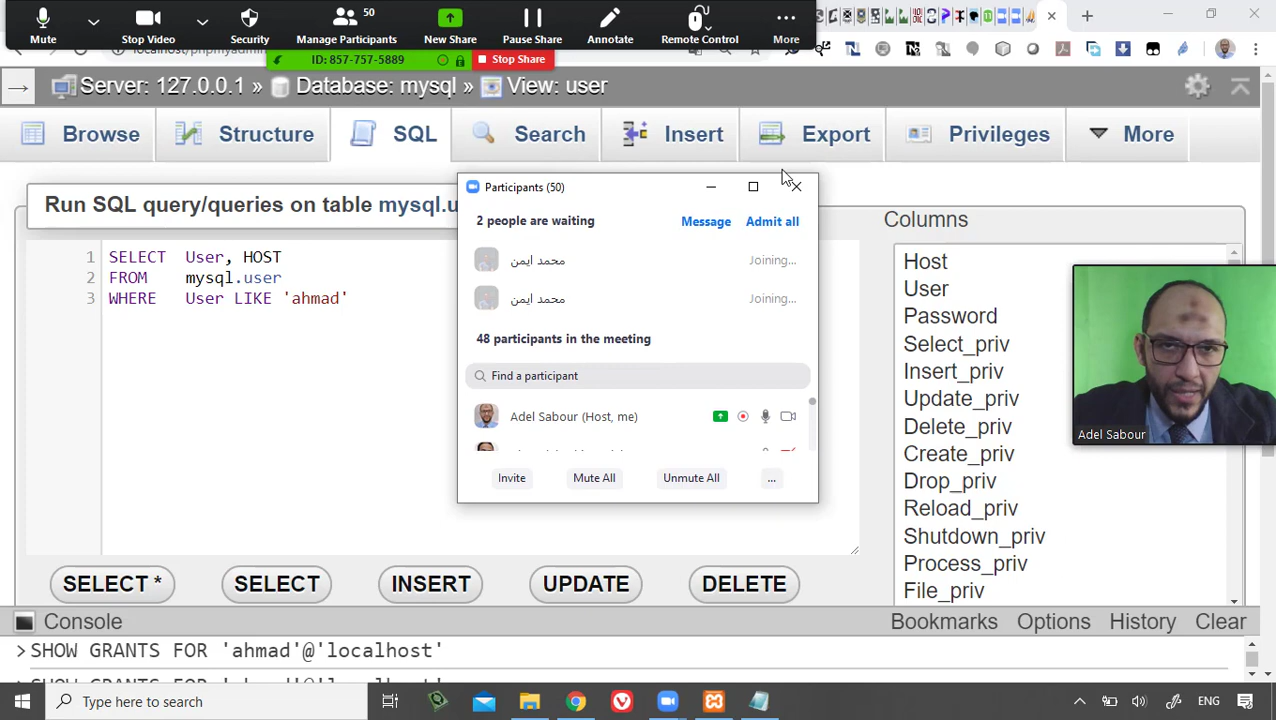 50
Mute
Stop Video
Security
Manage Participants
New Share
Pause Share
Annotate
Remote Control
More
ID: 857-757-5889
Stop Share
Server: 127.0.0.1 » Database: mysql » View: user
Browse
Structure
SQL
Search
Insert
Export
Privileges
More
Run SQL query/queries on table mysql.u
Participants (50)
2 people are waiting
Message
Admit all
محمد ايمن
Joining...
محمد ايمن
Joining...
48 participants in the meeting
Find a participant
Adel Sabour (Host, me)
Invite
Mute All
Unmute All
...
1 SELECT User, HOST
2 FROM mysql.user
3 WHERE User LIKE 'ahmad'
Columns
Host
User
Password
Select_priv
Insert_priv
Update_priv
Delete_priv
Create_priv
Drop_priv
Reload_priv
Shutdown_priv
Process_priv
File_priv
Adel Sabour
SELECT *
SELECT
INSERT
UPDATE
DELETE
Console
Bookmarks
Options
History
Clear
>SHOW GRANTS FOR 'ahmad'@'localhost'
Type here to search
ENG